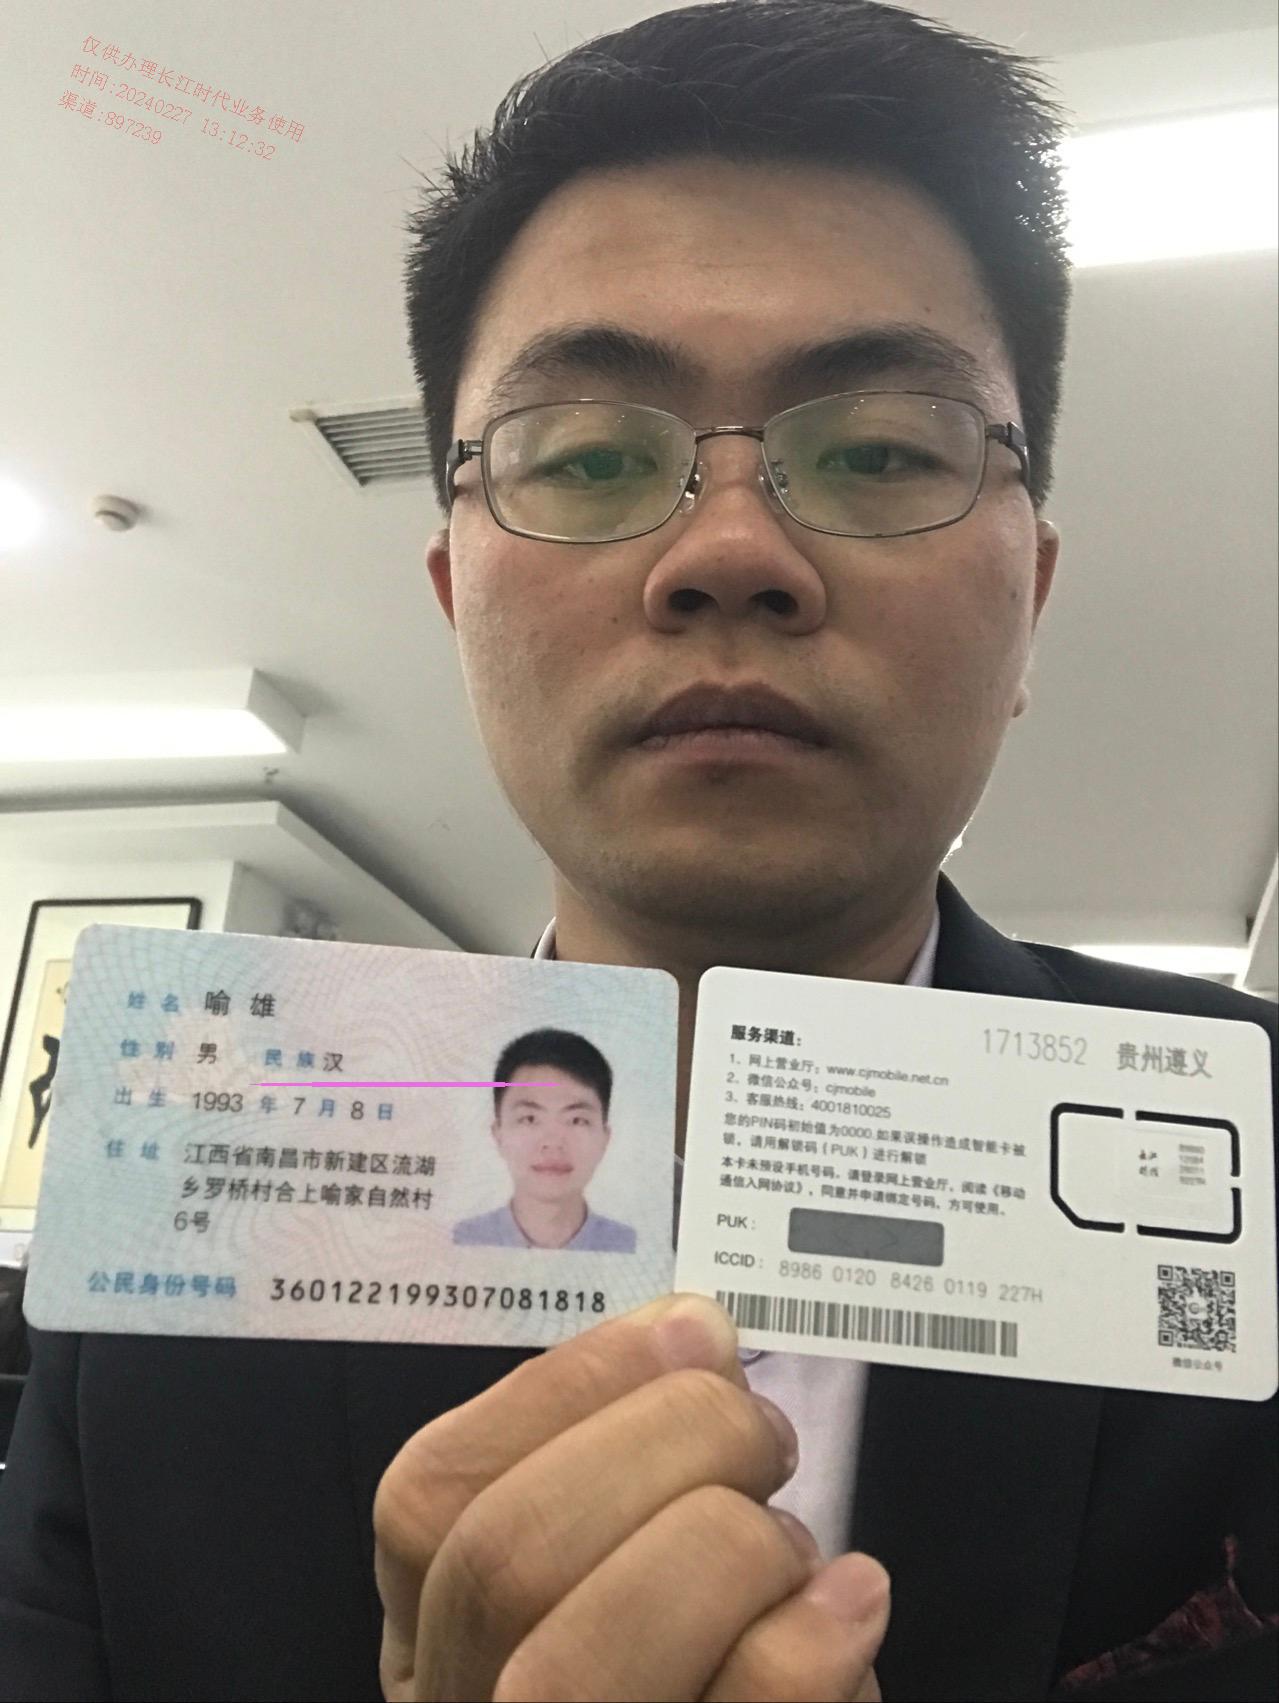 仅供办理长江时代业务使用
时间:20240227 13:12:32
渠道:897239
姓名 喻雄
性别 男 民族 汉
出生 1993 年 7 月 8 日
住址 江西省南昌市新建区流湖
乡罗桥村合上喻家自然村
6号
公民身份号码 360122199307081818
1713852 贵州遵义
服务渠道:
1、网上营业厅:www.cjmobile.net.cn
2、微信公众号:cjmobile
3、客服热线:4001810025
您的PIN码初始值为0000.如果误操作造成智能卡被
锁,请用解锁码(PUK)进行解锁
本卡未预设手机号码,请登录网上营业厅,阅读《移动
通信入网协议》,同意并申请绑定号码,方可使用。
PUK:
ICCID: 8986 0120 8426 0119 227H
微信公众号